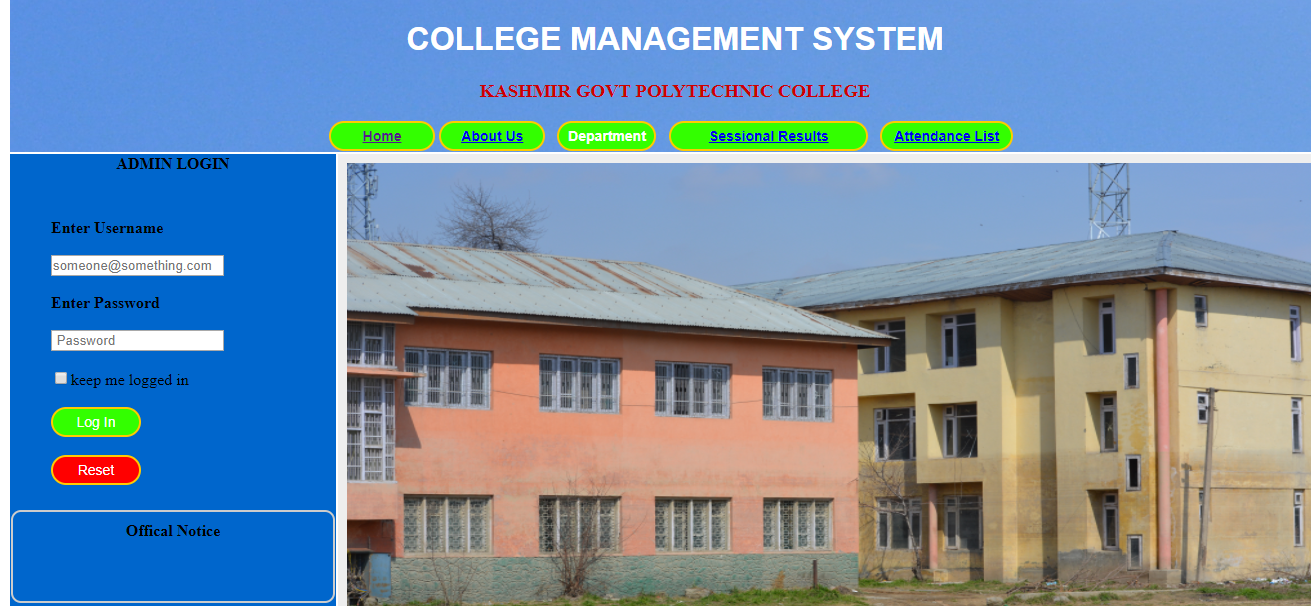 COLLEGE MANAGEMENT SYSTEM
KASHMIR GOVT POLYTECHNIC COLLEGE
Home About Us Department Sessional Results Attendance List
ADMIN LOGIN
Enter Username
someone@something.com
Enter Password
Password
keep me logged in
Log In
Reset
Offical Notice